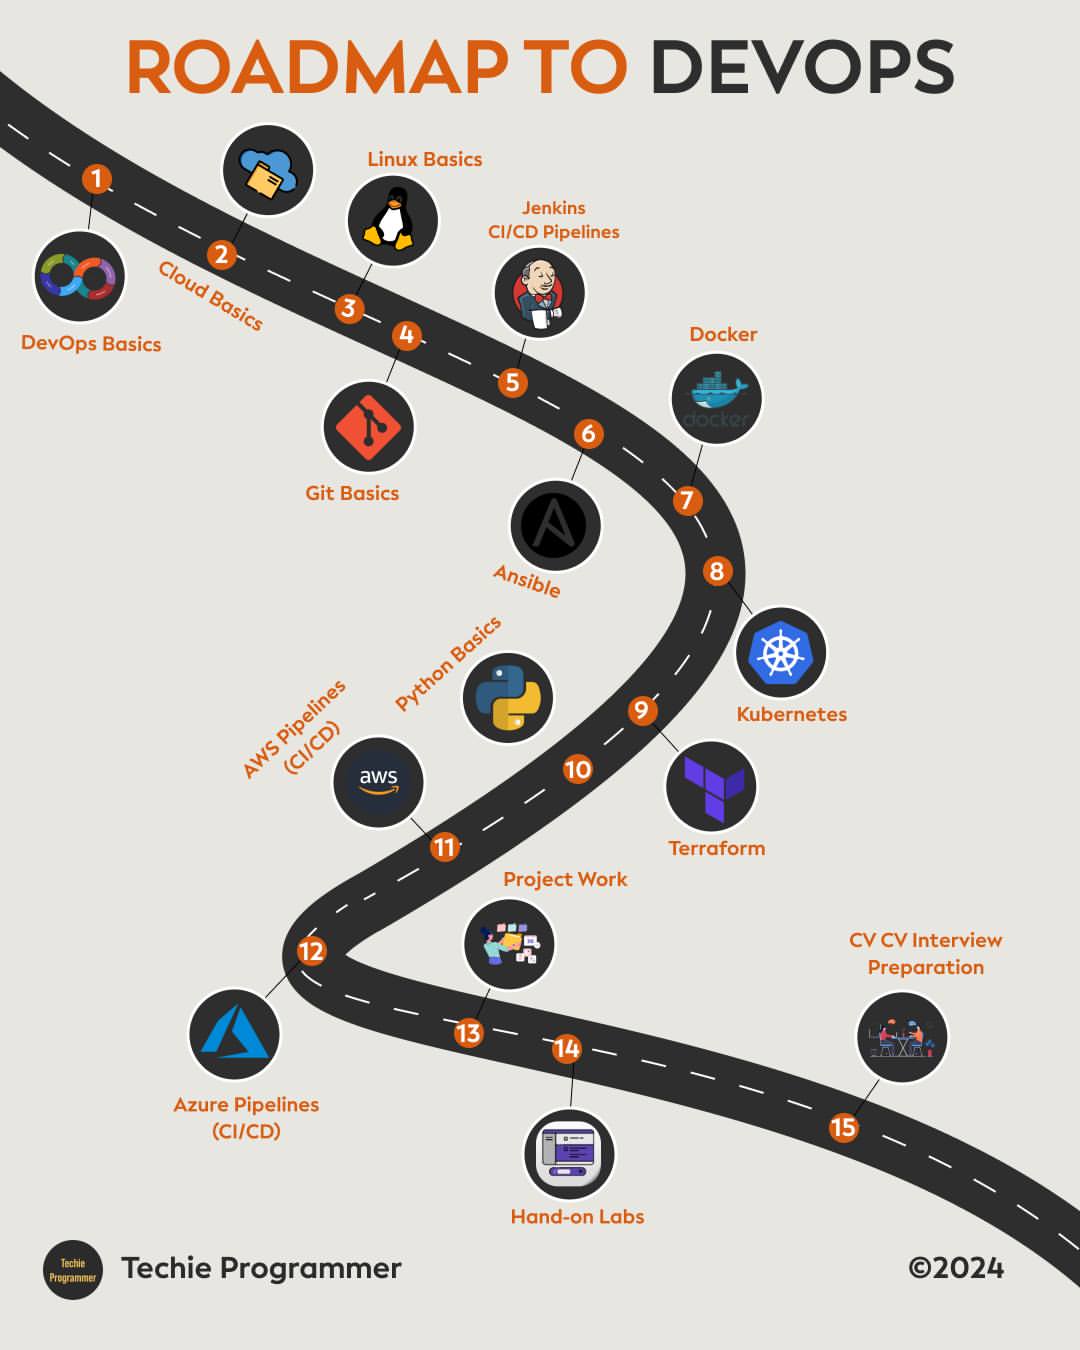 ROADMAP TO DEVOPS
1
DevOps Basics
2
Cloud Basics
Linux Basics
3
4
Git Basics
Jenkins
CI/CD Pipelines
5
6
Ansible
Docker
docker
7
8
Kubernetes
9
Terraform
Python Basics
10
AWS Pipelines
(CI/CD)
aws
11
12
Azure Pipelines
(CI/CD)
Project Work
13
14
Hand-on Labs
CV CV Interview
Preparation
15
Techie
Programmer
Techie Programmer
©2024